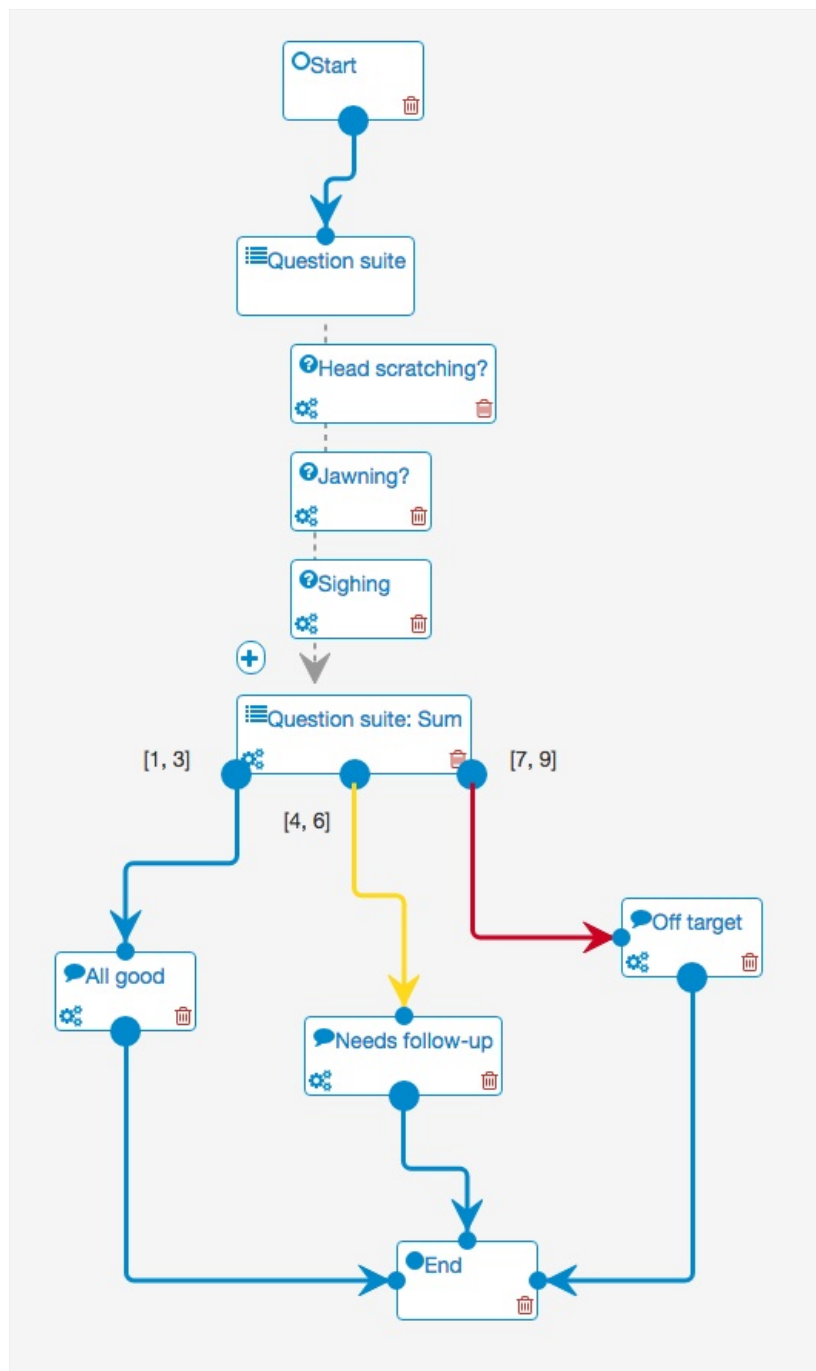 Start
Question suite
Head scratching?
Jawning?
Sighing
Question suite: Sum
[1, 3]
[7, 9]
[4, 6]
Off target
All good
Needs follow-up
End